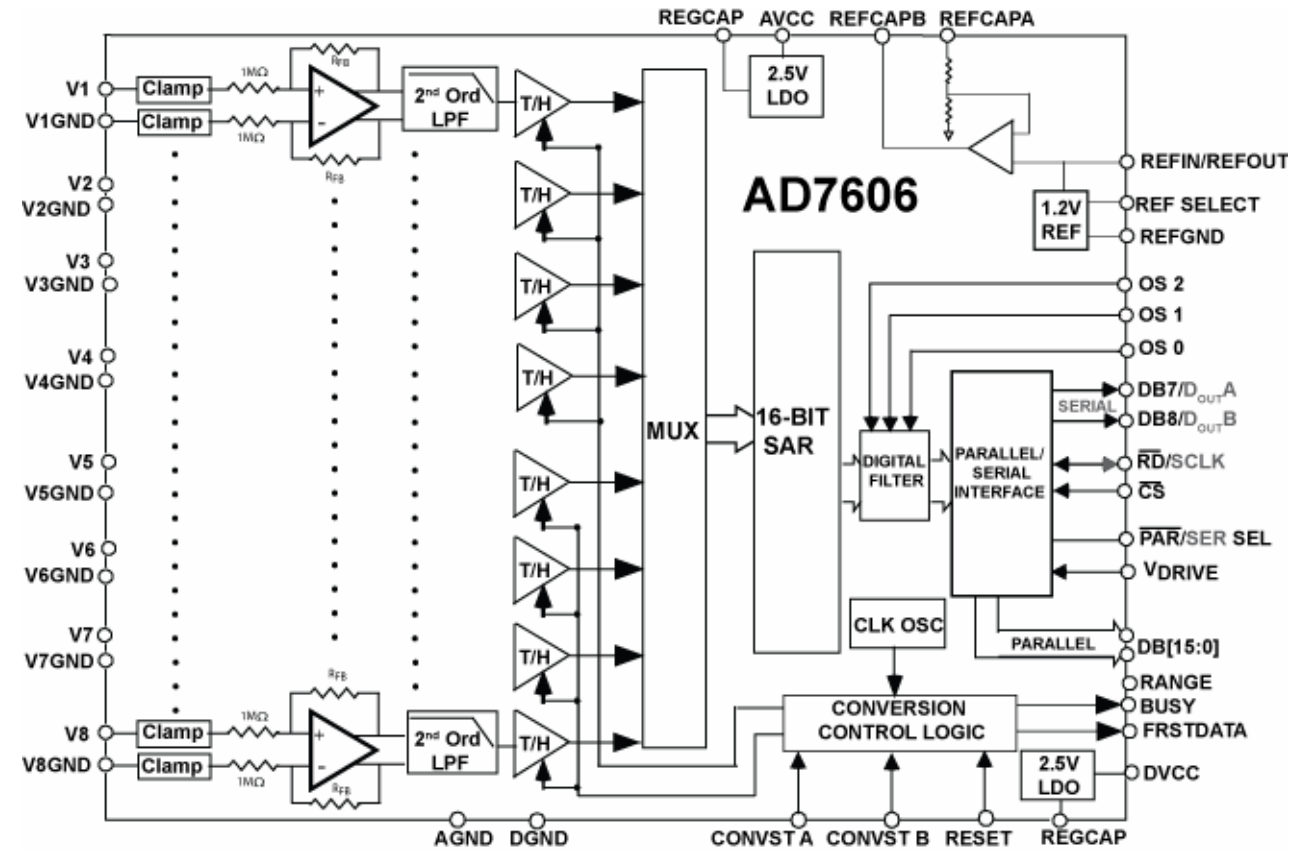 REGCAP AVCC REFCAPB REFCAPA
V1
Clamp
1MΩ
RFB
+
−
2nd Ord
LPF
T/H
2.5V
LDO
V1GND
Clamp
1MΩ
RFB
REFIN/REFOUT
V2
V2GND
T/H
AD7606
1.2V
REF
REF SELECT
REFGND
V3
V3GND
T/H
OS 2
OS 1
OS 0
V4
V4GND
T/H
MUX
16-BIT
SAR
DIGITAL
FILTER
PARALLEL/
SERIAL
INTERFACE
SERIAL
DB7/DOUTA
DB8/DOUTB
RD/SCLK
CS
PAR/SER SEL
VDRIVE
V5
V5GND
T/H
V6
V6GND
T/H
CLK OSC
PARALLEL
DB[15:0]
V7
V7GND
T/H
RANGE
BUSY
FRSTDATA
CONVERSION
CONTROL LOGIC
V8
Clamp
1MΩ
RFB
+
−
2nd Ord
LPF
T/H
V8GND
Clamp
1MΩ
RFB
2.5V
LDO
DVCC
AGND DGND CONVST A CONVST B RESET REGCAP